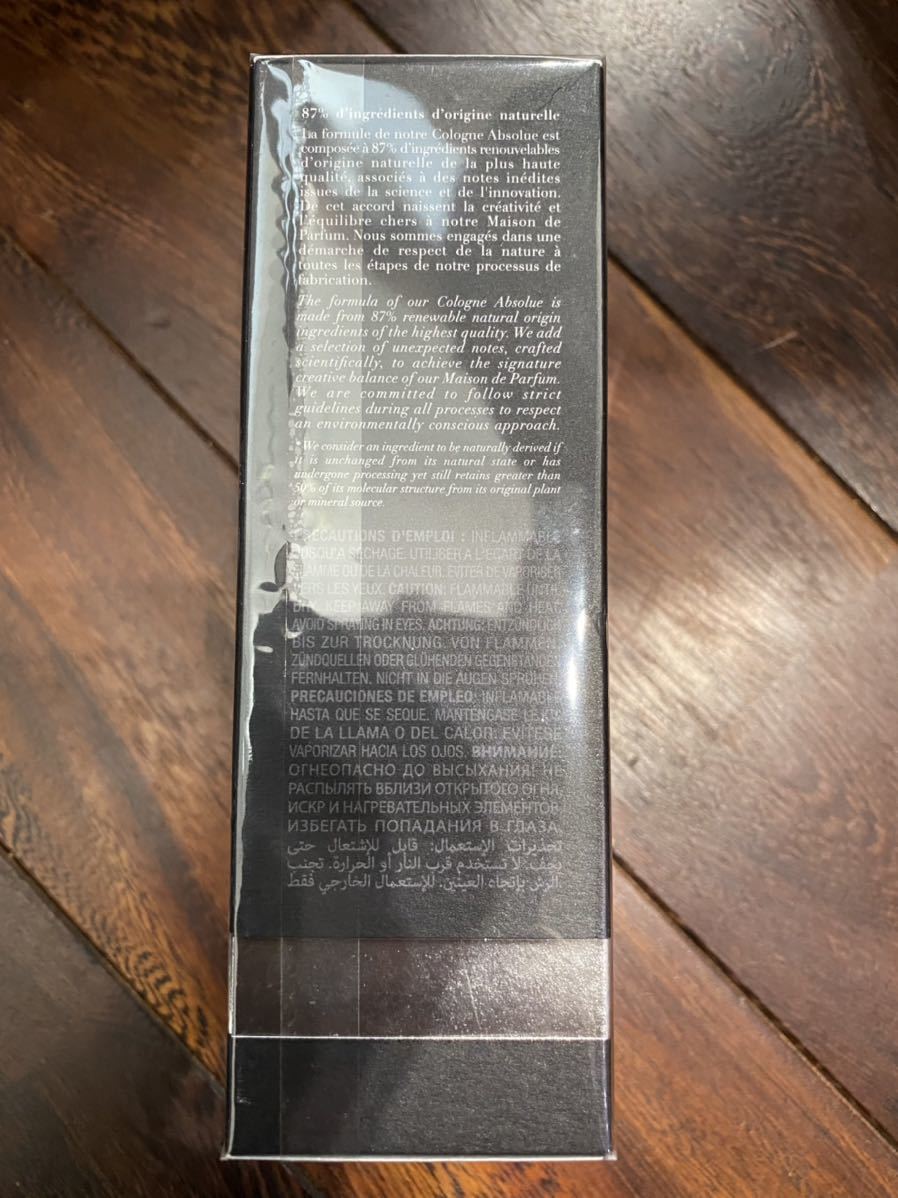 87% d'ingrédients d'origine naturelle
La formule de notre Cologne Absolue est
composée à 87% d'ingrédients renouvelables
d'origine naturelle de la plus haute
qualité, associés à des notes inédites
issues de la science et de l'innovation.
De cet accord naissent la créativité et
l'équilibre chers à notre Maison de
Parfum. Nous sommes engagés dans une
démarche de respect de la nature à
toutes les étapes de notre processus de
fabrication.
The formula of our Cologne Absolue is
made from 87% renewable natural origin
ingredients of the highest quality. We add
a selection of unexpected notes, crafted
scientifically, to achieve the signature
creative balance of our Maison de Parfum.
We are committed to follow strict
guidelines during all processes to respect
an environmentally conscious approach.
* We consider an ingredient to be naturally derived if
it is unchanged from its natural state or has
undergone processing yet still retains greater than
50% of its molecular structure from its original plant
or mineral source.
PRECAUTIONS D'EMPLOI : INFLAMMABLE
JUSQU'A SECHAGE. UTILISER A L'ECART DE LA
FLAMME OU DE LA CHALEUR. EVITER DE VAPORISER
VERS LES YEUX. CAUTION: FLAMMABLE UNTIL
DRY. KEEP AWAY FROM FLAMES AND HEAT.
AVOID SPRAYING IN EYES. ACHTUNG: ENTZÜNDLICH
BIS ZUR TROCKNUNG. VON FLAMMEN,
ZÜNDQUELLEN ODER GLÜHENDEN GEGENSTÄNDEN
FERNHALTEN. NICHT IN DIE AUGEN SPRÜHEN.
PRECAUCIONES DE EMPLEO: INFLAMABLE
HASTA QUE SE SEQUE. MANTÉNGASE LEJOS
DE LA LLAMA O DEL CALOR. EVÍTESE
VAPORIZAR HACIA LOS OJOS. ВНИМАНИЕ:
ОГНЕОПАСНО ДО ВЫСЫХАНИЯ! НЕ
РАСПЫЛЯТЬ ВБЛИЗИ ОТКРЫТОГО ОГНЯ,
ИСКР И НАГРЕВАТЕЛЬНЫХ ЭЛЕМЕНТОВ.
ИЗБЕГАТЬ ПОПАДАНИЯ В ГЛАЗА.
تحذيرات الإستعمال: قابل للإشتعال حتى
يجف. لا تستخدم قرب النار أو الحرارة. تجنب
الرش بإتجاه العينين. للإستعمال الخارجي فقط.